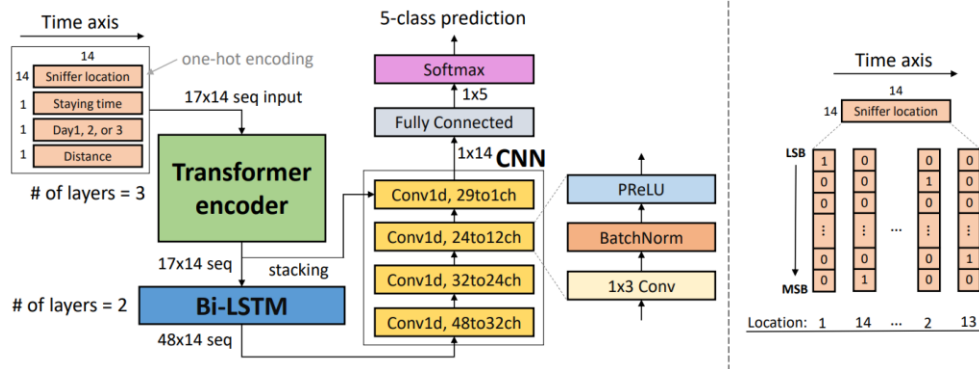 Time axis
14
14
Sniffer location
one-hot encoding
1
Staying time
1
Day1, 2, or 3
1
Distance
# of layers = 3
17x14 seq input
Transformer
encoder
17x14 seq
stacking
# of layers = 2
Bi-LSTM
48x14 seq
5-class prediction
Softmax
1x5
Fully Connected
1x14
CNN
Conv1d, 29to1ch
Conv1d, 24to12ch
Conv1d, 32to24ch
Conv1d, 48to32ch
PReLU
BatchNorm
1x3 Conv
Time axis
14
14
Sniffer location
LSB
1 0 0 0
0 0 1 0
0 0 0 0
⋮ ⋮ ... ⋮ ⋮
0 0 0 1
0 1 0 0
MSB
Location: 1 14 ... 2 13